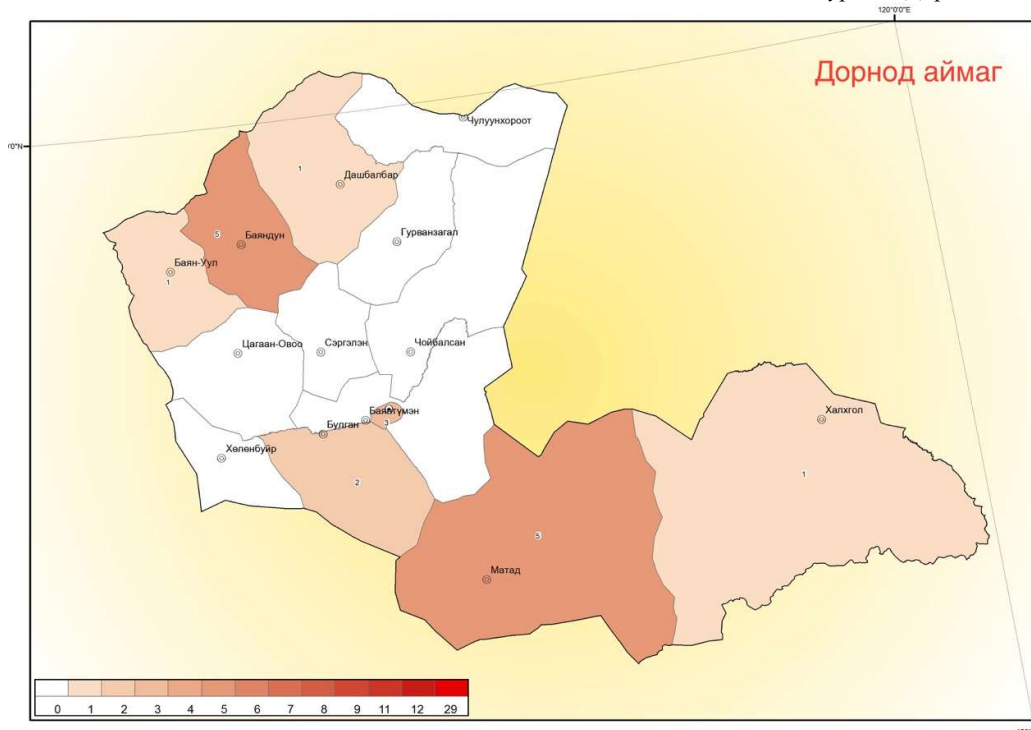 120°0'0"E
Дорнод аймаг
Чулуунхороот
1
Дашбалбар
5
Баяндун
Гурванзагал
Баян-Уул
1
Цагаан-Овоо
Сэргэлэн
Чойбалсан
Баянтүмэн
3
Булган
Халхгол
Хөлөнбуйр
2
1
5
Матад
0 1 2 3 4 5 6 7 8 9 11 12 29